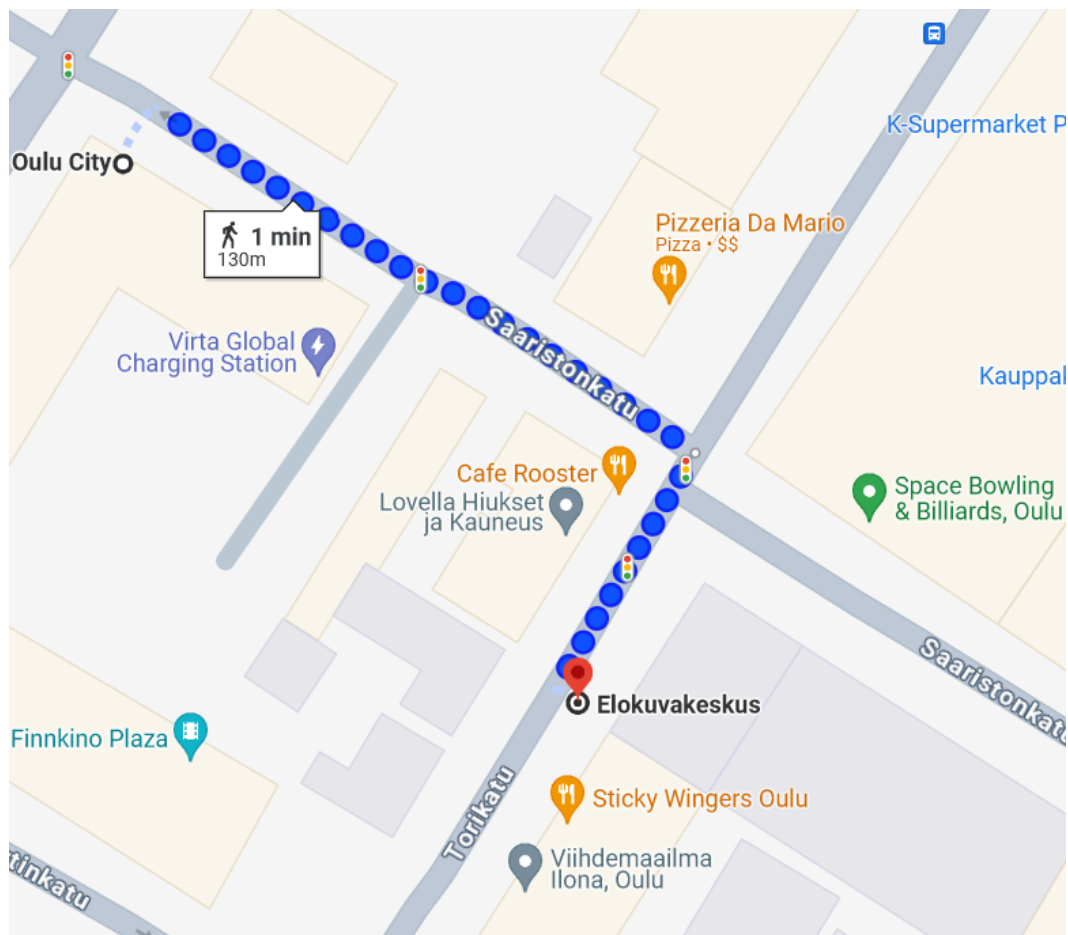 K-Supermarket P
Oulu City
1 min
130m
Pizzeria Da Mario
Pizza • $$
Virta Global
Charging Station
Saaristonkatu
Kauppak
Cafe Rooster
Lovella Hiukset
ja Kauneus
Space Bowling
& Billiards, Oulu
Saaristonkatu
Elokuvakeskus
Finnkino Plaza
Sticky Wingers Oulu
Torikatu
Viihdemaailma
Ilona, Oulu
tinkatu